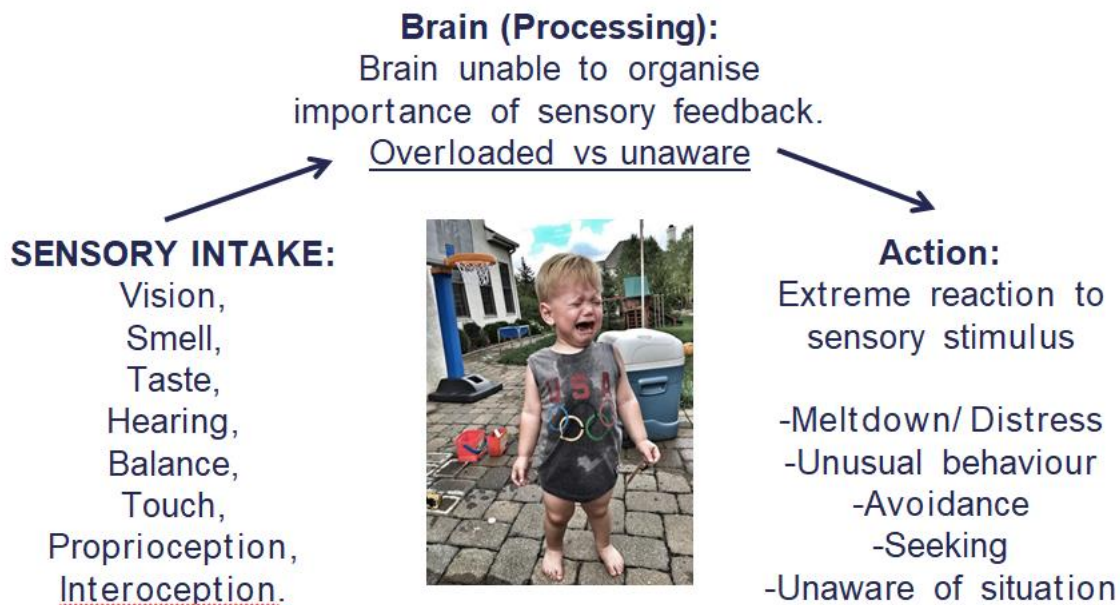 Brain (Processing):
Brain unable to organise
importance of sensory feedback.
Overloaded vs unaware
SENSORY INTAKE:
Vision,
Smell,
Taste,
Hearing,
Balance,
Touch,
Proprioception,
Interoception.
USA
Action:
Extreme reaction to
sensory stimulus
-Meltdown/ Distress
-Unusual behaviour
-Avoidance
-Seeking
-Unaware of situation